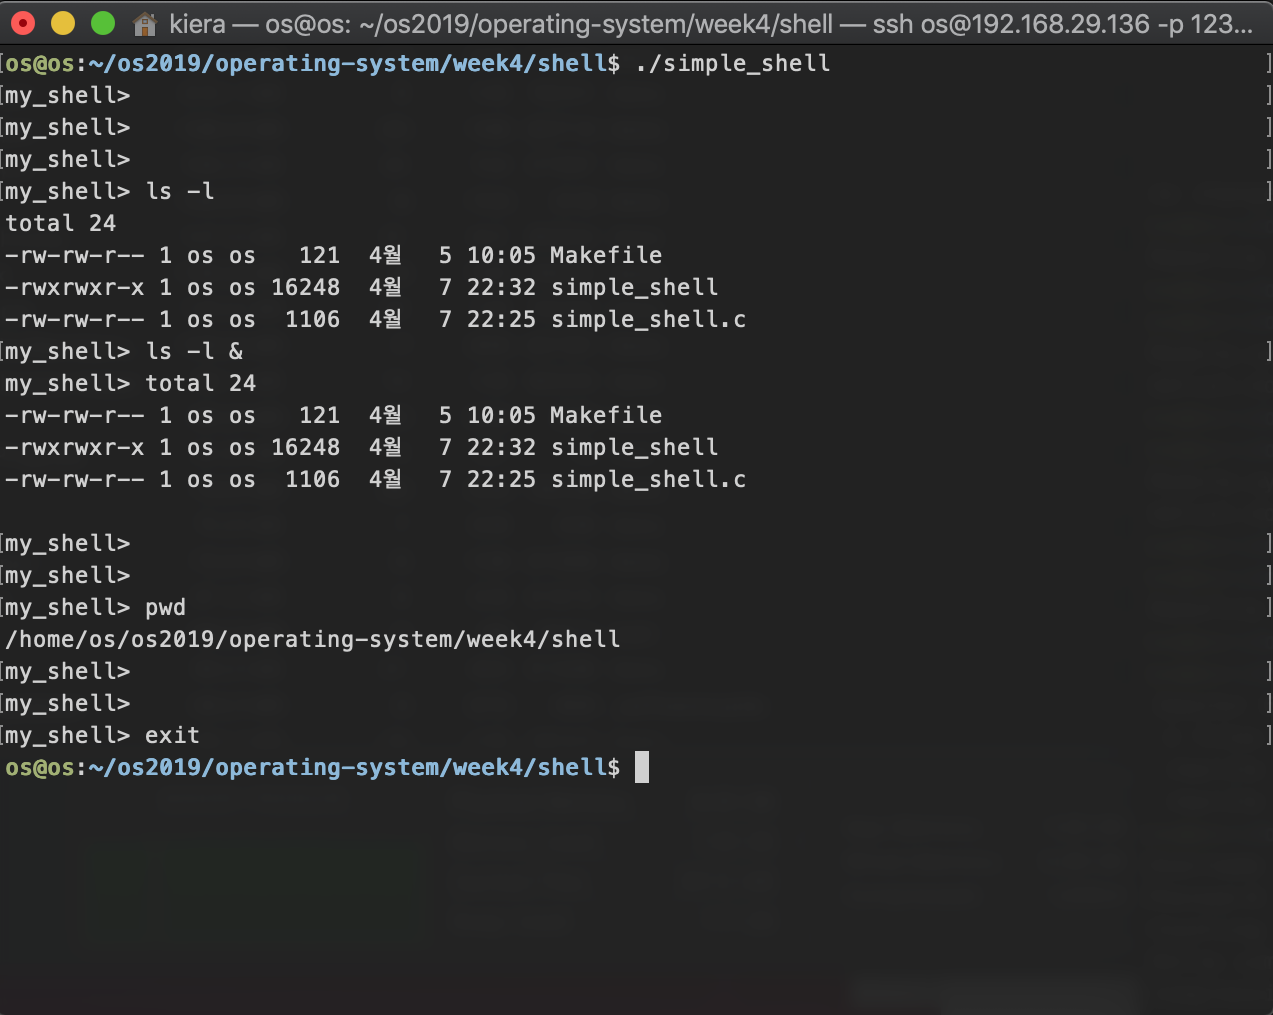 kiera — os@os: ~/os2019/operating-system/week4/shell — ssh os@192.168.29.136 -p 123...
[os@os:~/os2019/operating-system/week4/shell$ ./simple_shell ]
[my_shell> ]
[my_shell> ]
[my_shell> ]
[my_shell> ls -l ]
total 24
-rw-rw-r-- 1 os os   121  4월   5 10:05 Makefile
-rwxrwxr-x 1 os os 16248  4월   7 22:32 simple_shell
-rw-rw-r-- 1 os os  1106  4월   7 22:25 simple_shell.c
[my_shell> ls -l & ]
my_shell> total 24
-rw-rw-r-- 1 os os   121  4월   5 10:05 Makefile
-rwxrwxr-x 1 os os 16248  4월   7 22:32 simple_shell
-rw-rw-r-- 1 os os  1106  4월   7 22:25 simple_shell.c
[my_shell> ]
[my_shell> ]
[my_shell> pwd ]
/home/os/os2019/operating-system/week4/shell
[my_shell> ]
[my_shell> ]
[my_shell> exit ]
os@os:~/os2019/operating-system/week4/shell$